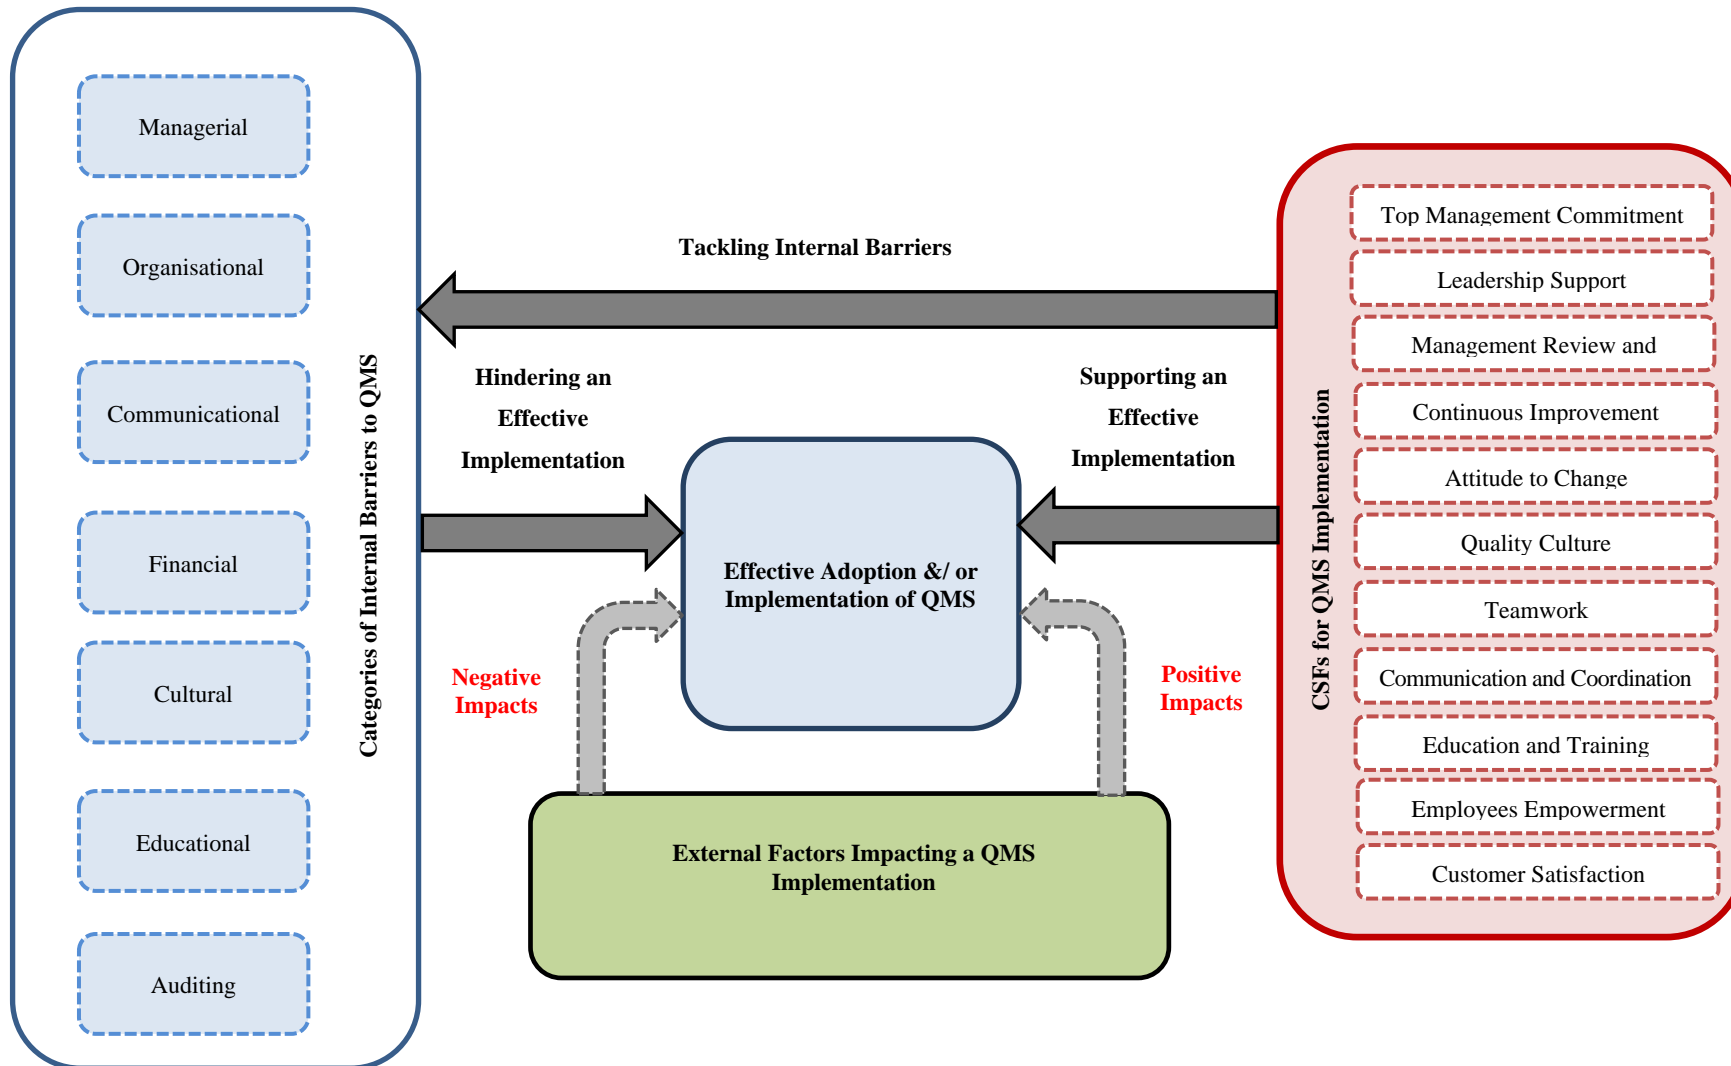 Managerial
Organisational
Communicational
Financial
Cultural
Educational
Auditing
Categories of Internal Barriers to QMS
Tackling Internal Barriers
Hindering an
Effective
Implementation
Supporting an
Effective
Implementation
Effective Adoption &/ or
Implementation of QMS
Negative
Impacts
Positive
Impacts
External Factors Impacting a QMS
Implementation
CSFs for QMS Implementation
Top Management Commitment
Leadership Support
Management Review and
Continuous Improvement
Attitude to Change
Quality Culture
Teamwork
Communication and Coordination
Education and Training
Employees Empowerment
Customer Satisfaction